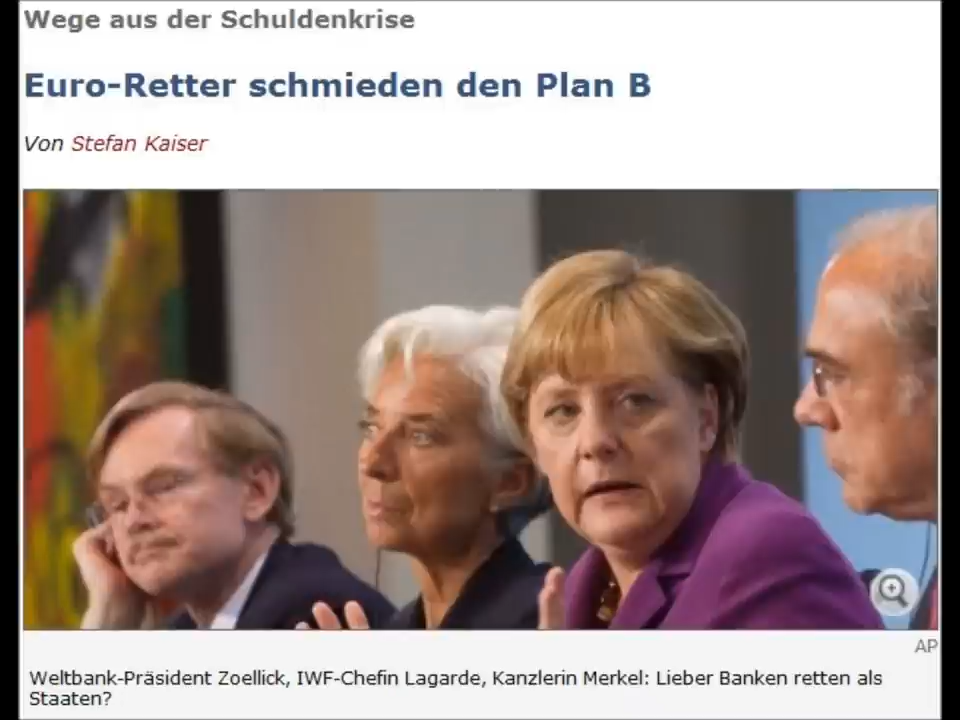 Wege aus der Schuldenkrise
Euro-Retter schmieden den Plan B
Von Stefan Kaiser
AP
Weltbank-Präsident Zoellick, IWF-Chefin Lagarde, Kanzlerin Merkel: Lieber Banken retten als
Staaten?